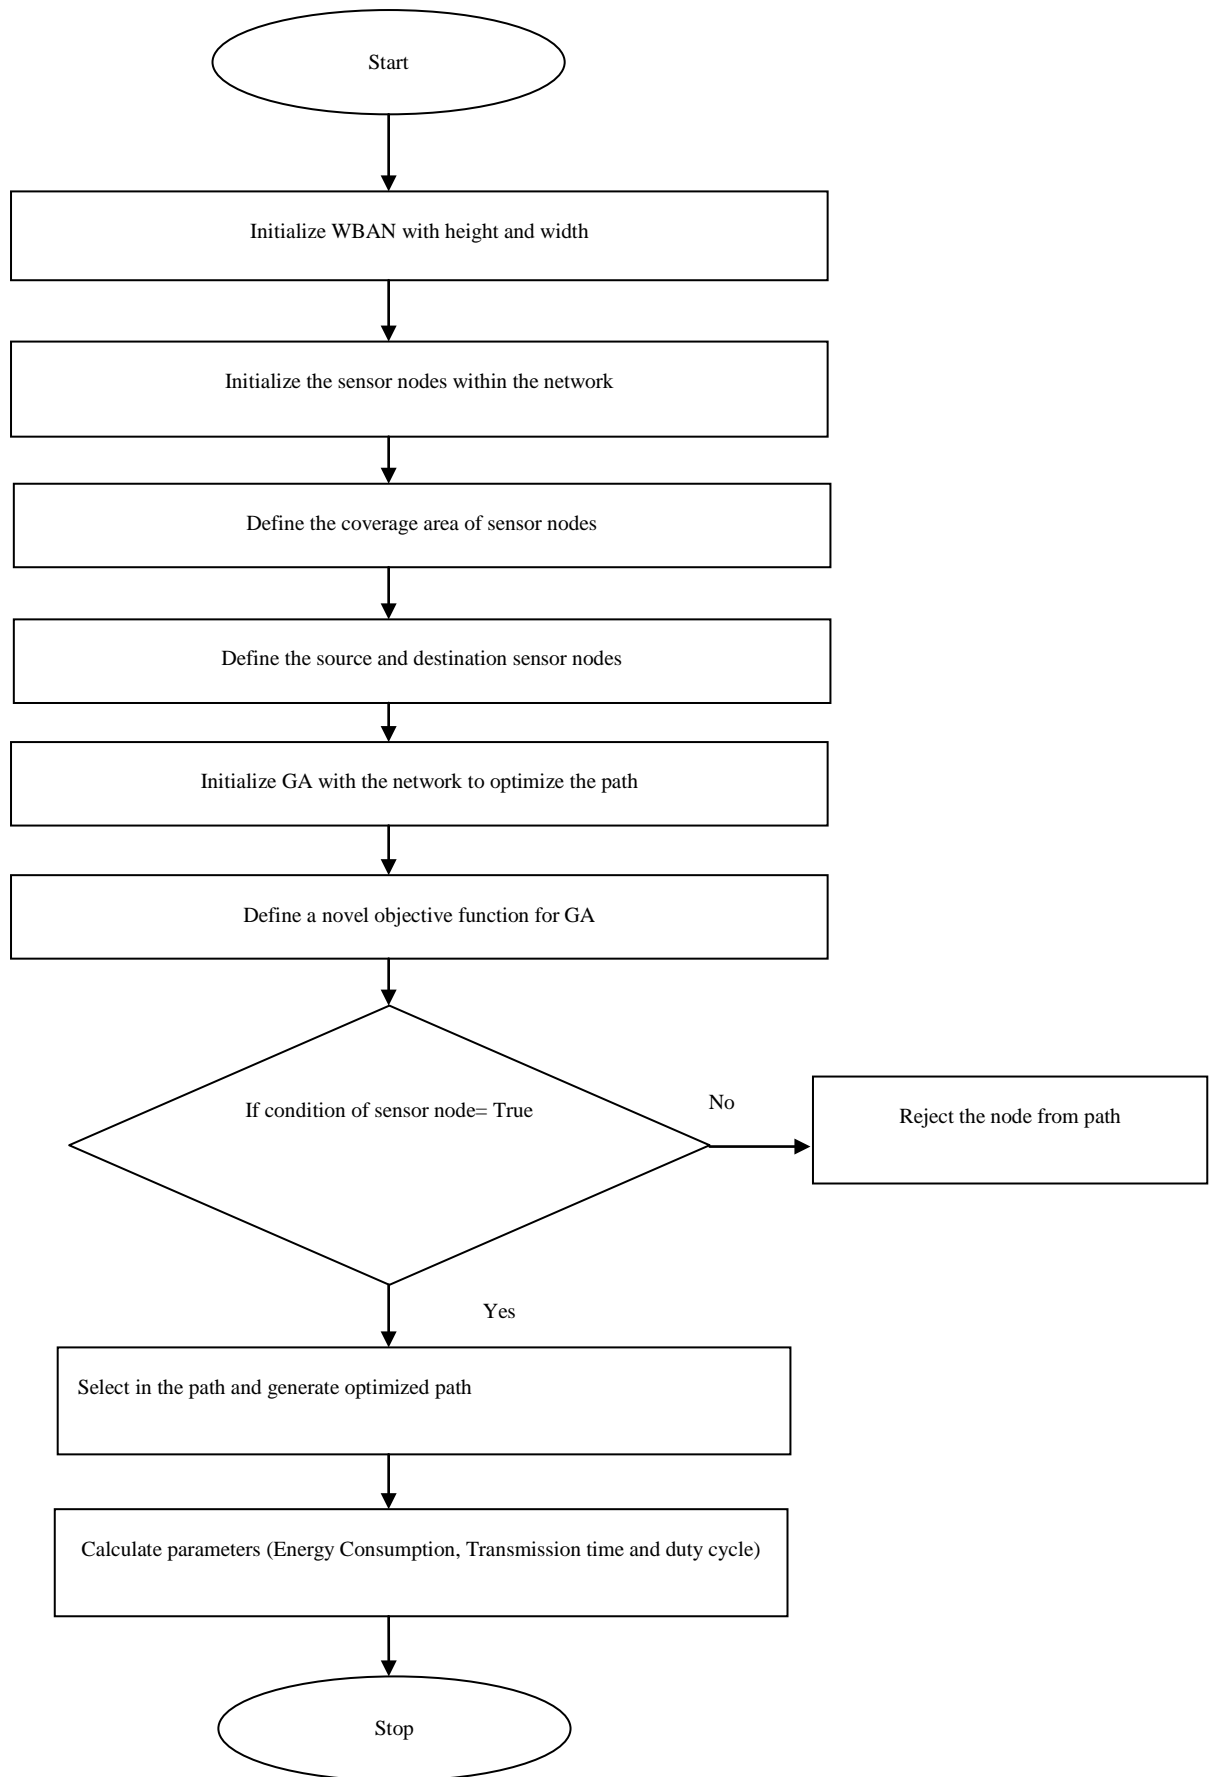 Start
Initialize WBAN with height and width
Initialize the sensor nodes within the network
Define the coverage area of sensor nodes
Define the source and destination sensor nodes
Initialize GA with the network to optimize the path
Define a novel objective function for GA
If condition of sensor node= True
No
Reject the node from path
Yes
Select in the path and generate optimized path
Calculate parameters (Energy Consumption, Transmission time and duty cycle)
Stop